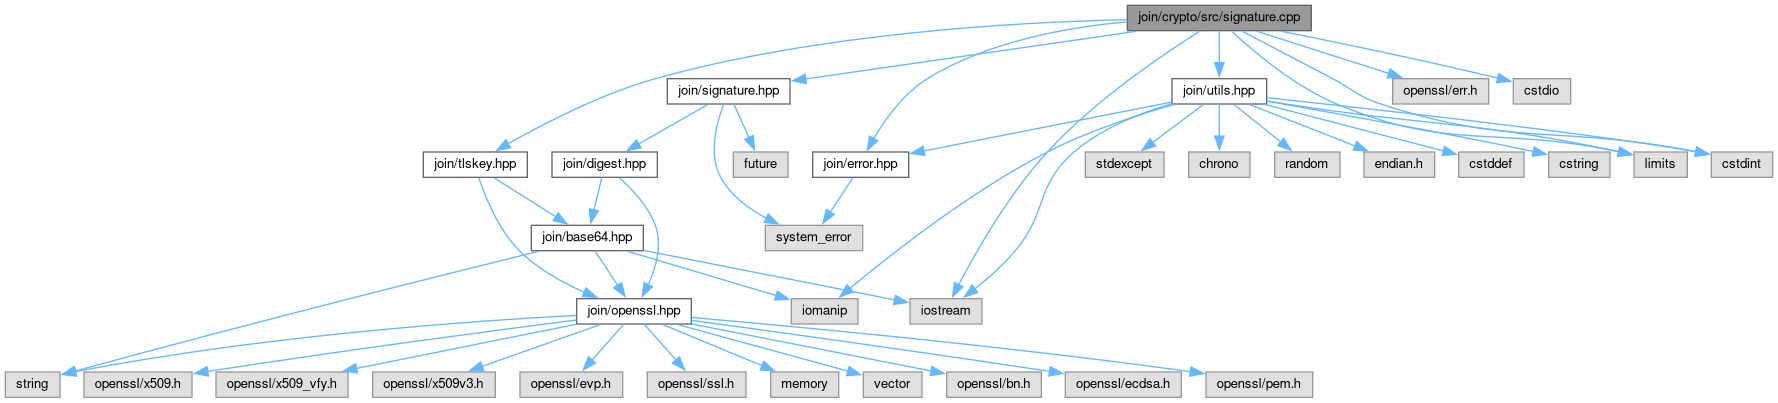 join/crypto/src/signature.cpp
join/signature.hpp
join/utils.hpp
openssl/err.h
cstdio
join/tlskey.hpp
join/digest.hpp
future
join/error.hpp
stdexcept
chrono
random
endian.h
cstddef
cstring
limits
cstdint
join/base64.hpp
system_error
join/openssl.hpp
iomanip
iostream
string
openssl/x509.h
openssl/x509_vfy.h
openssl/x509v3.h
openssl/evp.h
openssl/ssl.h
memory
vector
openssl/bn.h
openssl/ecdsa.h
openssl/pem.h